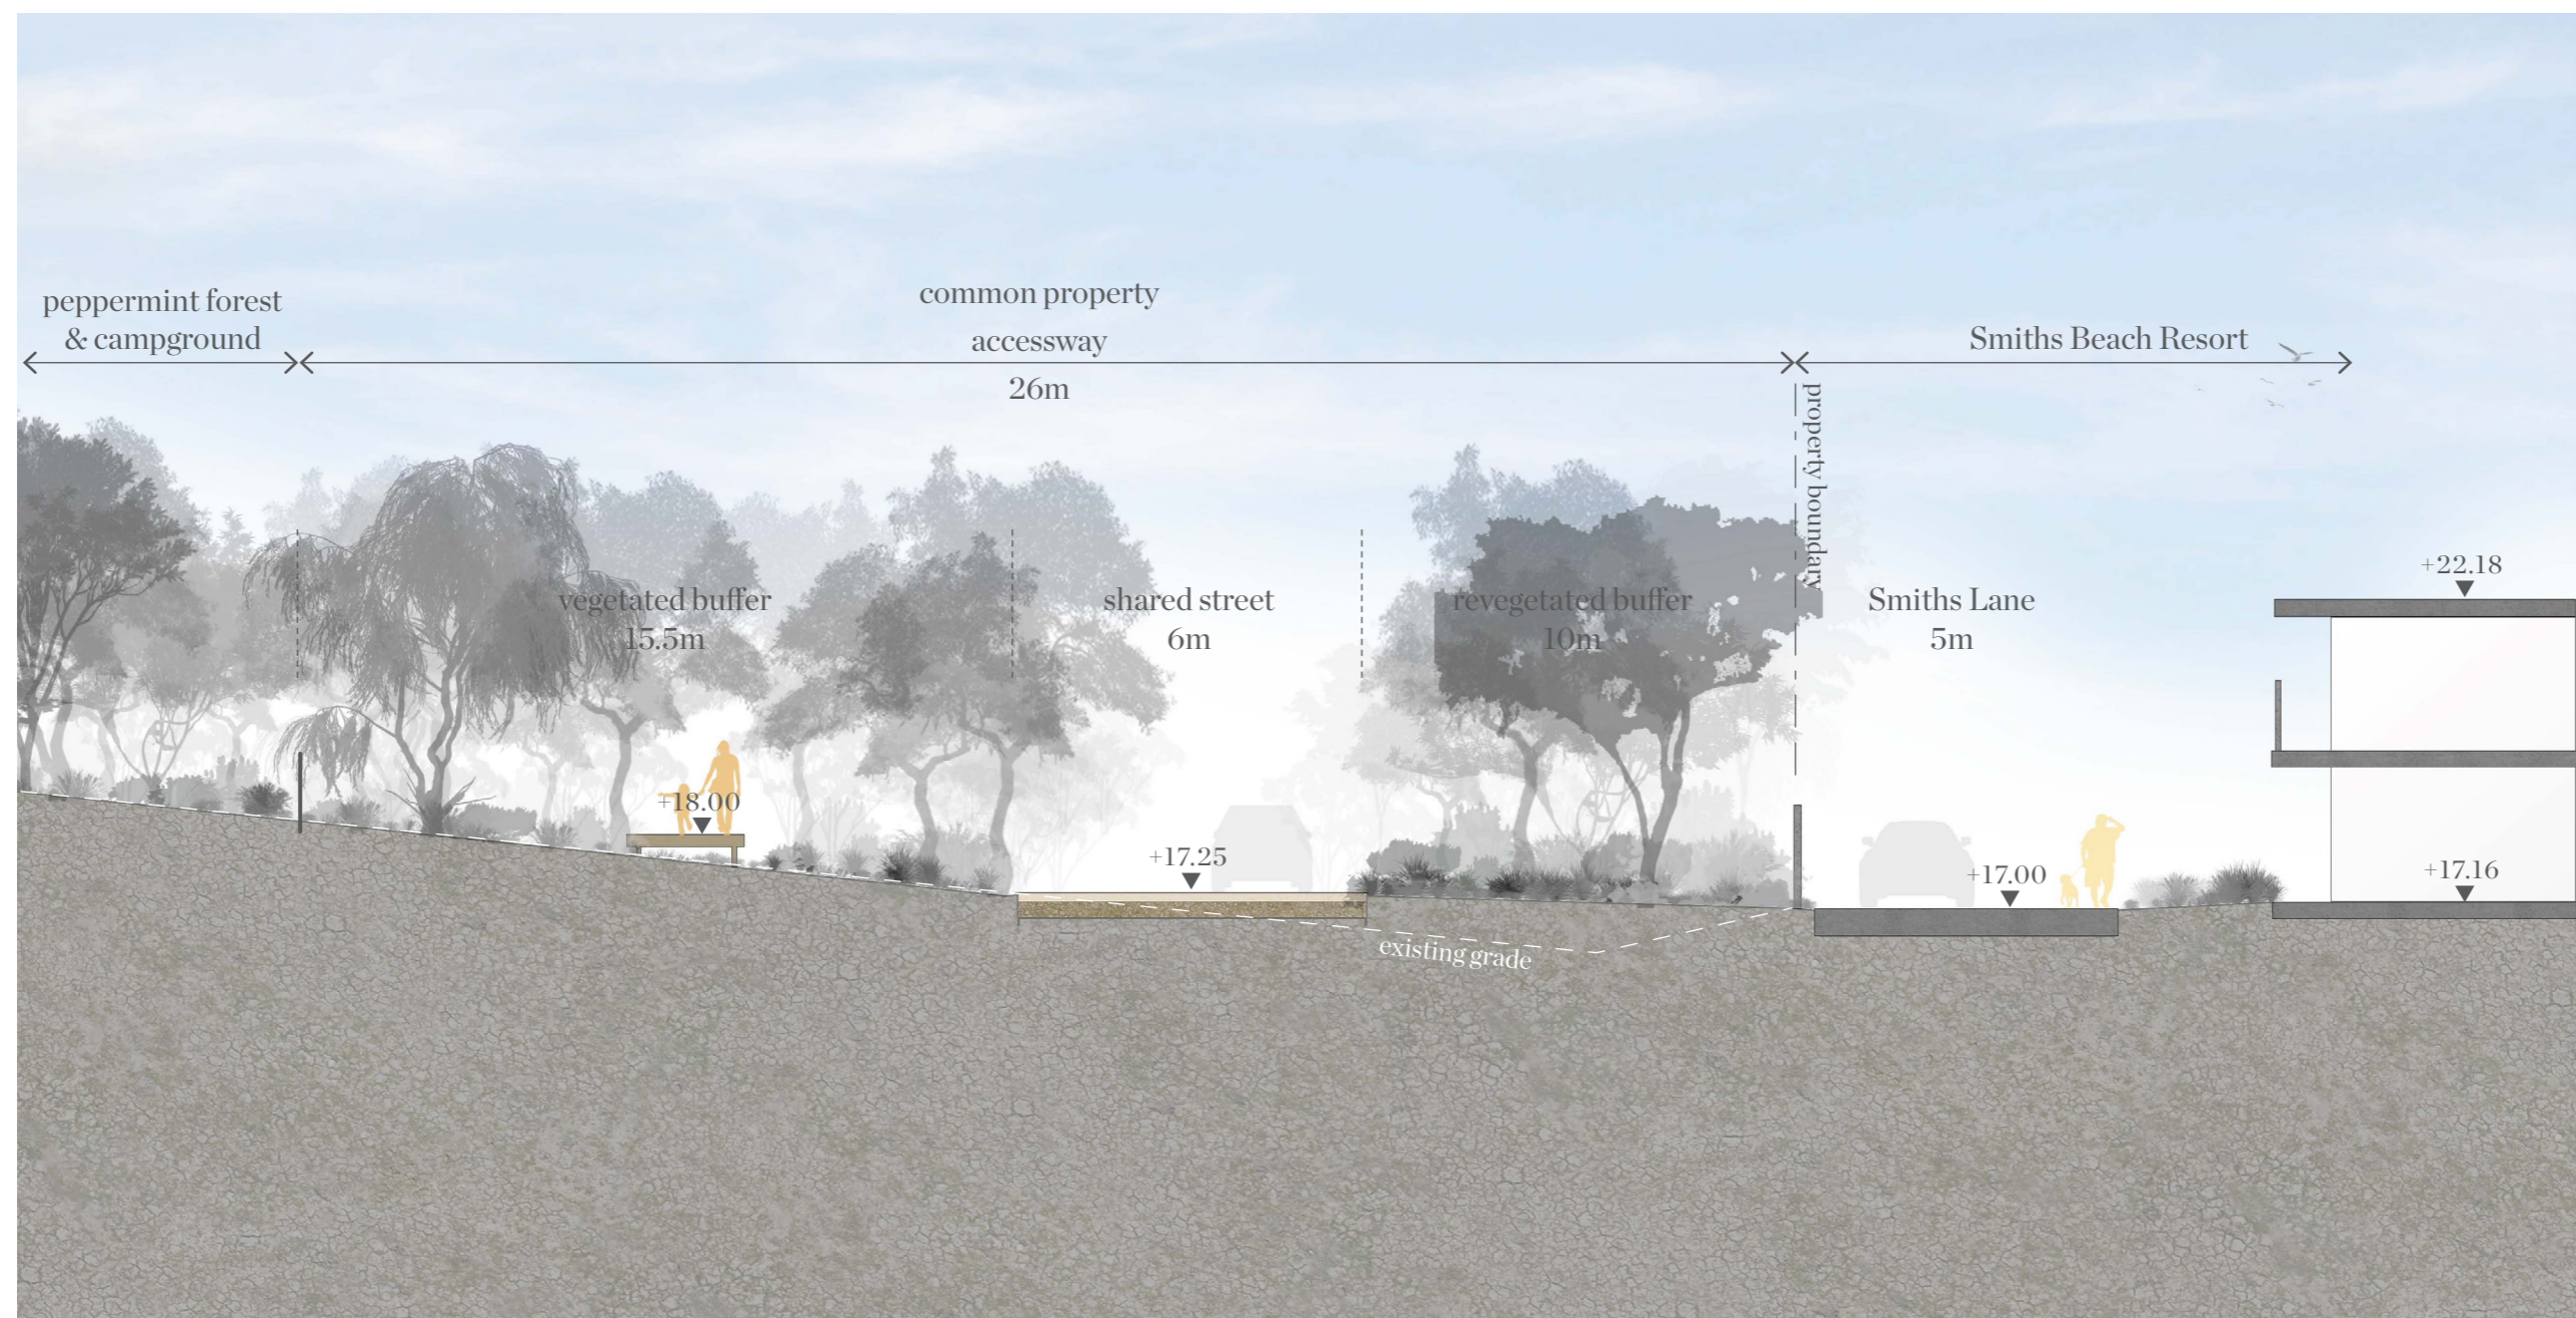 peppermint forest
& campground
common property
accessway
26m
Smiths Beach Resort
property boundary
vegetated buffer
15.5m
shared street
6m
revegetated buffer
10m
Smiths Lane
5m
+22.18
+18.00
+17.25
+17.00
+17.16
existing grade